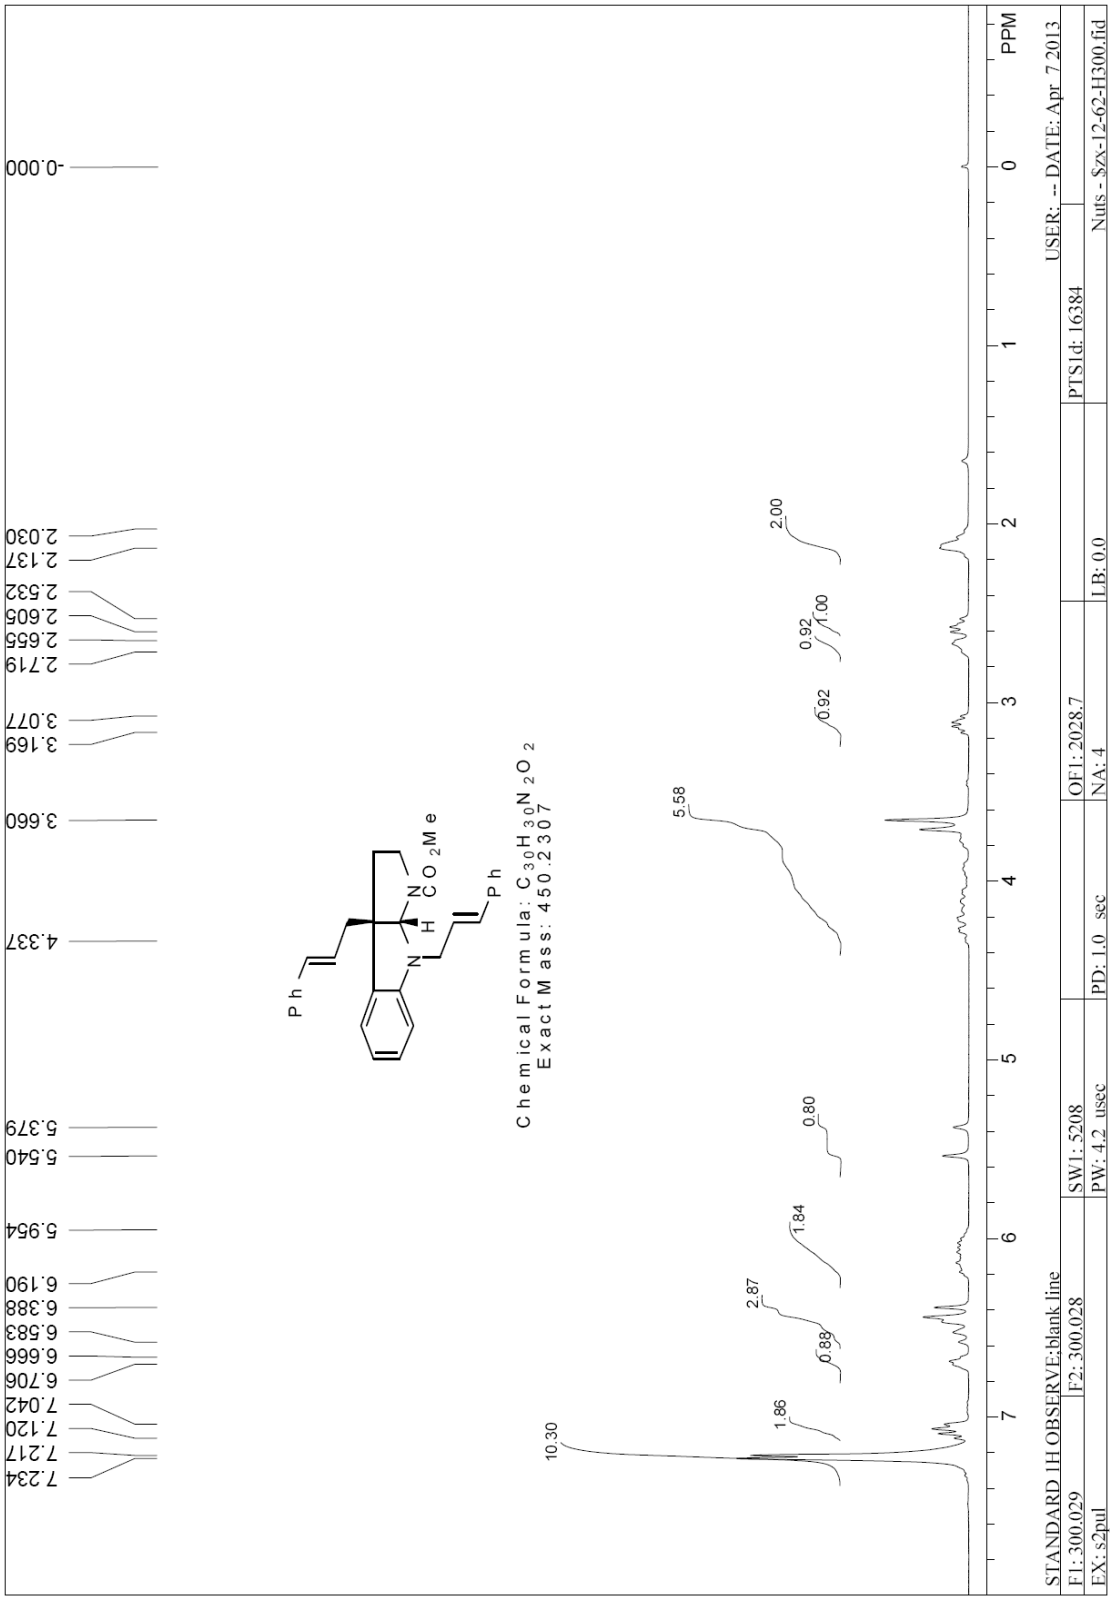 -0.000
2.030
2.137
2.532
2.605
2.655
2.719
3.077
3.169
3.660
4.337
5.379
5.540
5.954
6.190
6.388
6.583
6.666
6.706
7.042
7.120
7.217
7.234
Ph
N
CO2Me
H
N
Ph
Chemical Formula: C30H30N2O2
Exact Mass: 450.2307
10.30
1.86
0.88
2.87
1.84
0.80
5.58
0.92
0.92
1.00
2.00
7 6 5 4 3 2 1 0 PPM
STANDARD 1H OBSERVE;blank line USER: -- DATE: Apr 7 2013
F1: 300.029 F2: 300.028 SW1: 5208 OF1: 2028.7 PTS1d: 16384
EX: s2pul PW: 4.2 usec PD: 1.0 sec NA: 4 LB: 0.0 Nuts - $zx-12-62-H300.fid